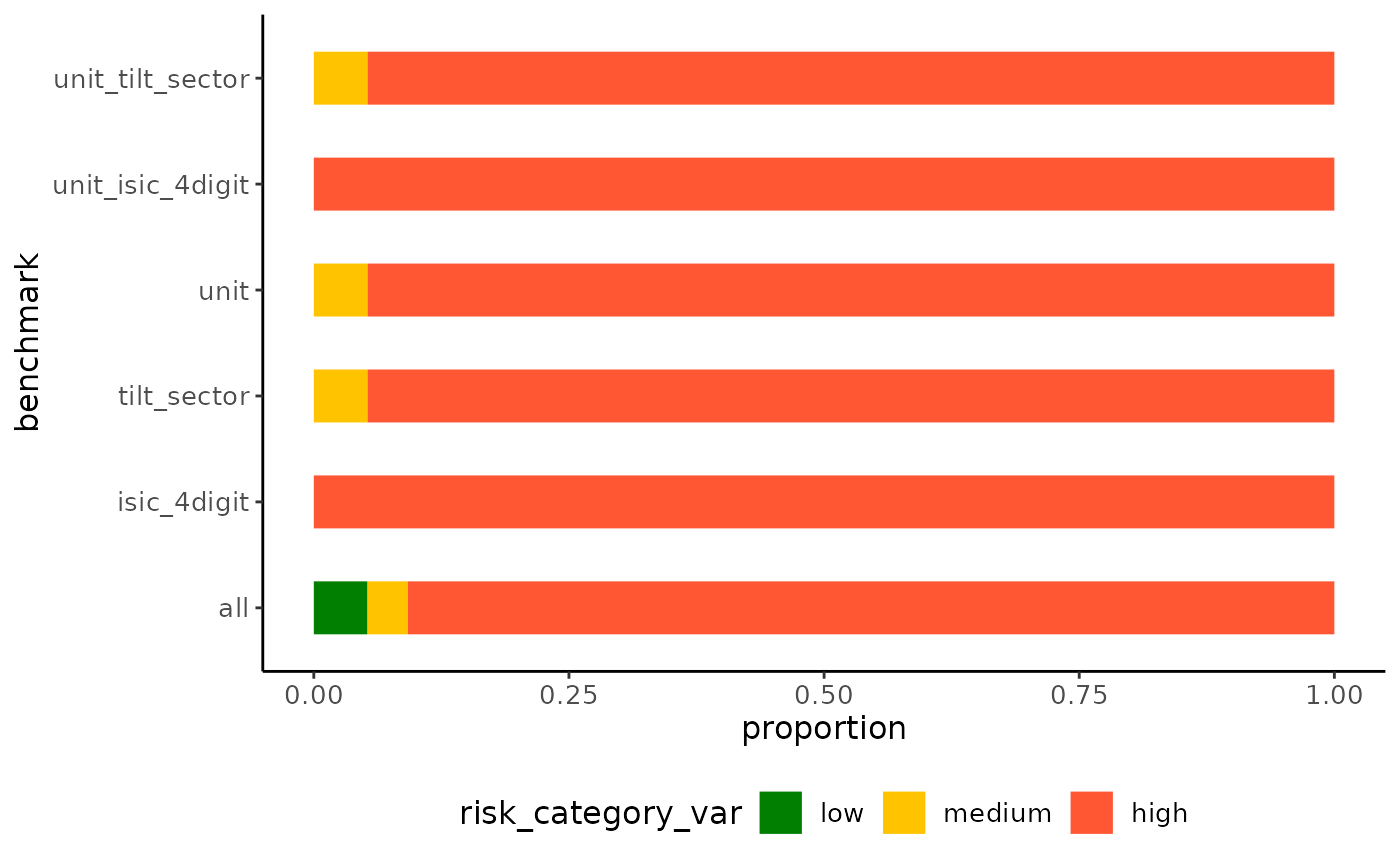 unit_tilt_sector
unit_isic_4digit
unit
tilt_sector
isic_4digit
all
benchmark
0.00 0.25 0.50 0.75 1.00
proportion
risk_category_var low medium high